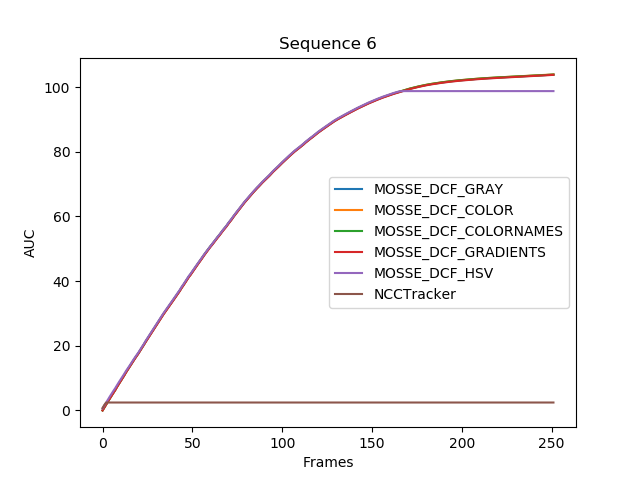 Sequence 6
AUC
100
80
60
40
20
0
MOSSE_DCF_GRAY
MOSSE_DCF_COLOR
MOSSE_DCF_COLORNAMES
MOSSE_DCF_GRADIENTS
MOSSE_DCF_HSV
NCCTracker
0 50 100 150 200 250
Frames